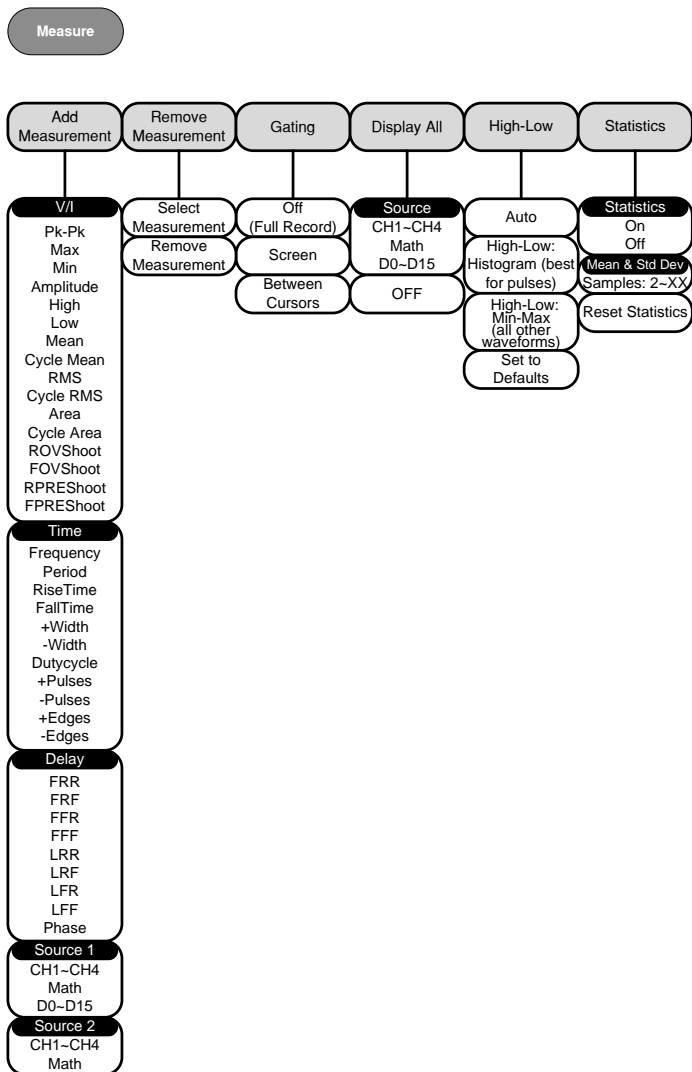 Measure
Add
Measurement
Remove
Measurement
Gating
Display All
High-Low
Statistics
V/I
Pk-Pk
Max
Min
Amplitude
High
Low
Mean
Cycle Mean
RMS
Cycle RMS
Area
Cycle Area
ROVShoot
FOVShoot
RPREShoot
FPREShoot
Time
Frequency
Period
RiseTime
FallTime
+Width
-Width
Dutycycle
+Pulses
-Pulses
+Edges
-Edges
Delay
FRR
FRF
FFR
FFF
LRR
LRF
LFR
LFF
Phase
Source 1
CH1~CH4
Math
D0~D15
Source 2
CH1~CH4
Math
Select
Measurement
Remove
Measurement
Off
(Full Record)
Screen
Between
Cursors
Source
CH1~CH4
Math
D0~D15
OFF
Auto
High-Low:
Histogram (best
for pulses)
High-Low:
Min-Max
(all other
waveforms)
Set to
Defaults
Statistics
On
Off
Mean & Std Dev
Samples: 2~XX
Reset Statistics